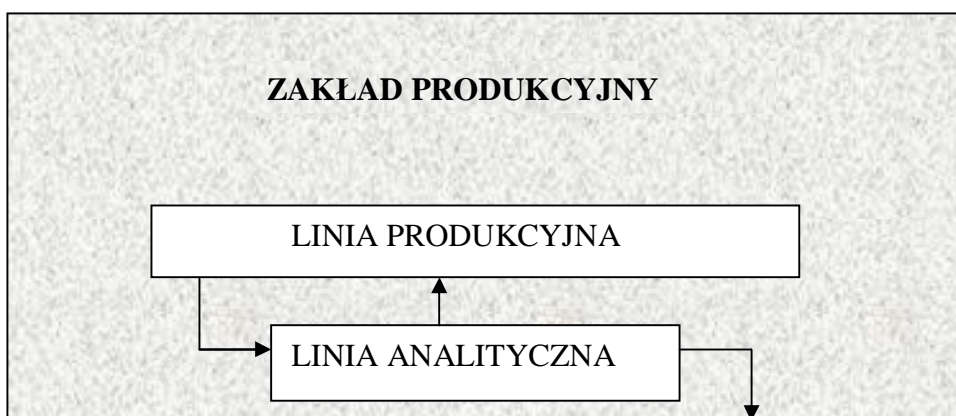 ZAKŁAD PRODUKCYJNY
LINIA PRODUKCYJNA
LINIA ANALITYCZNA